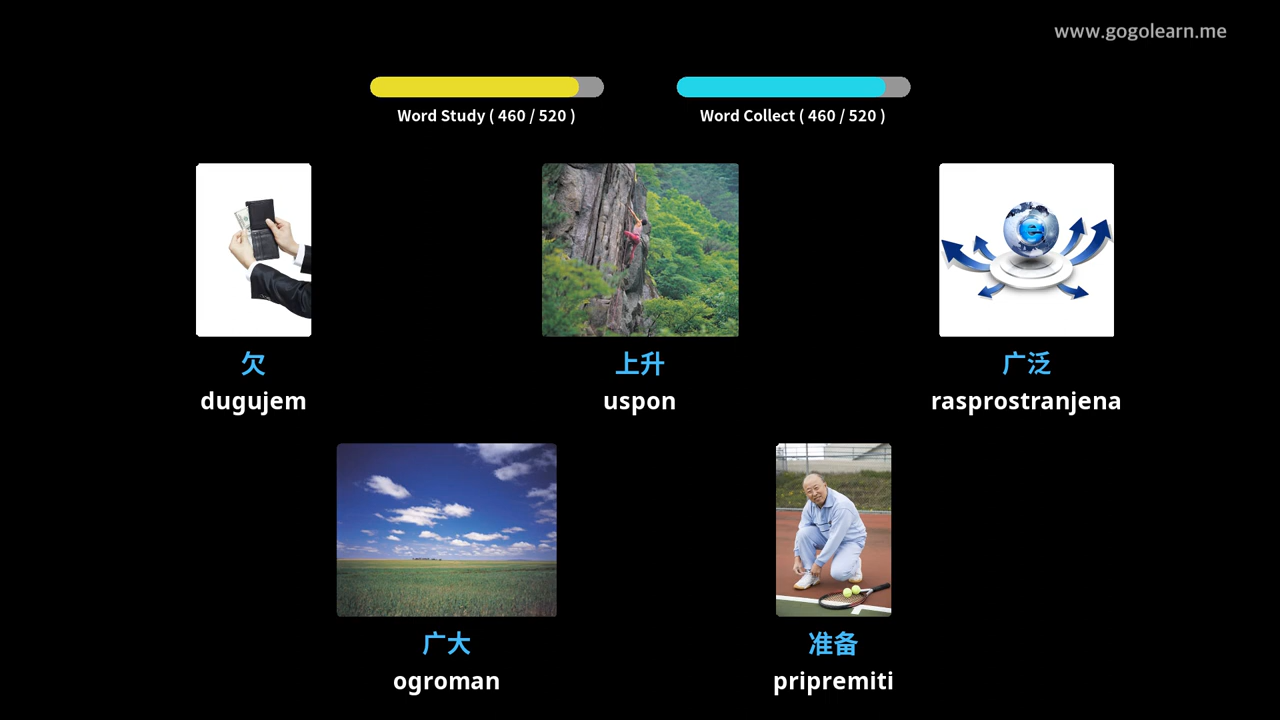 www.gogolearn.me
Word Study ( 460 / 520 )
Word Collect ( 460 / 520 )
欠
dugujem
上升
uspon
广泛
rasprostranjena
广大
ogroman
准备
pripremiti